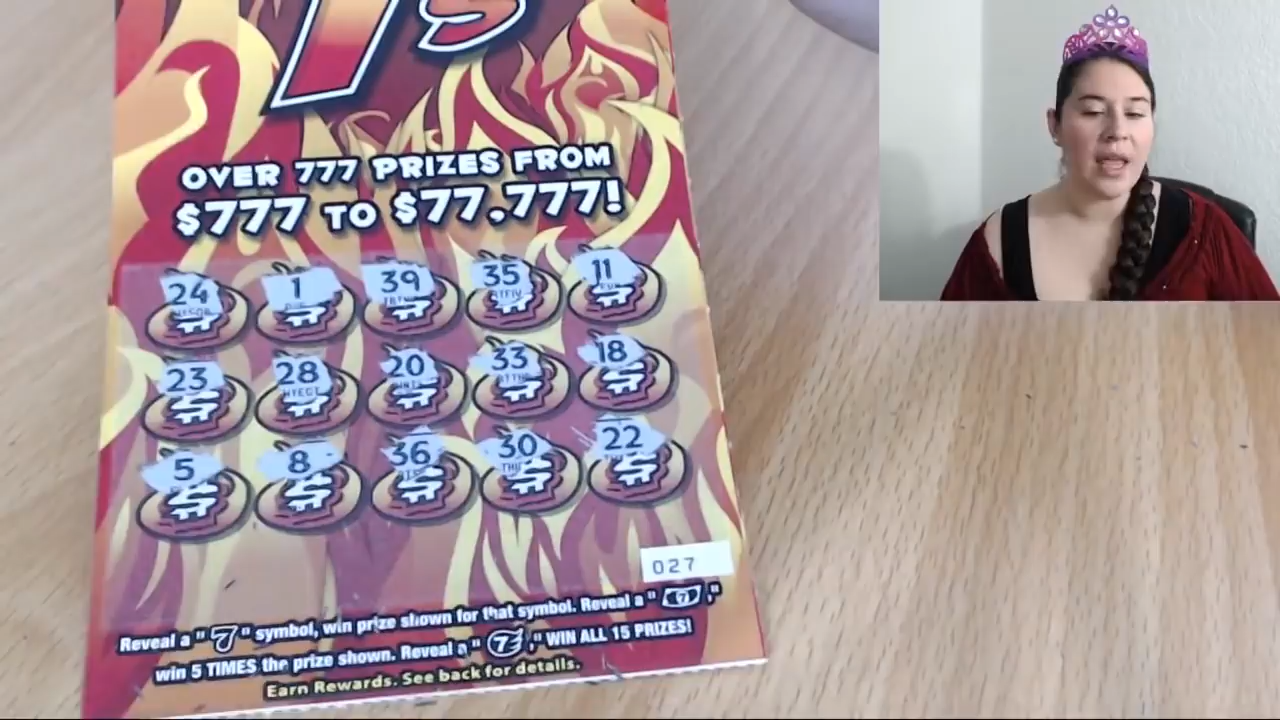 7's
OVER 777 PRIZES FROM
$777 TO $77,777!
24 1 39 35 11
23 28 20 33 18
5 8 36 30 22
027
Reveal a "7" symbol, win prize shown for that symbol. Reveal a "7,"
win 5 TIMES the prize shown. Reveal a "7," WIN ALL 15 PRIZES!
Earn Rewards. See back for details.